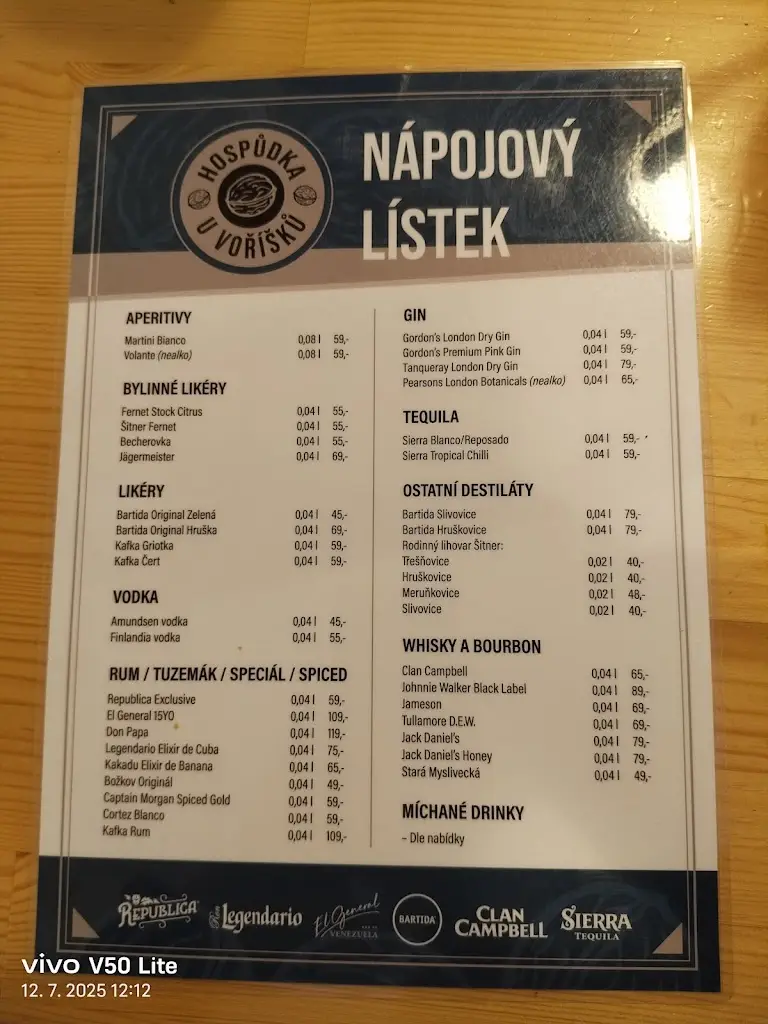 HOSPŮDKA
U VOŘÍŠKŮ
NÁPOJOVÝ
LÍSTEK
APERITIVY
Martini Bianco 0,08 l 59,-
Volante (nealko) 0,08 l 59,-
BYLINNÉ LIKÉRY
Fernet Stock Citrus 0,04 l 55,-
Šitner Fernet 0,04 l 55,-
Becherovka 0,04 l 55,-
Jägermeister 0,04 l 69,-
LIKÉRY
Bartida Original Zelená 0,04 l 45,-
Bartida Original Hruška 0,04 l 69,-
Kafka Griotka 0,04 l 59,-
Kafka Čert 0,04 l 59,-
VODKA
Amundsen vodka 0,04 l 45,-
Finlandia vodka 0,04 l 55,-
RUM / TUZEMÁK / SPECIÁL / SPICED
Republica Exclusive 0,04 l 59,-
El General 15YO 0,04 l 109,-
Don Papa 0,04 l 119,-
Legendario Elixir de Cuba 0,04 l 75,-
Kakadu Elixir de Banana 0,04 l 65,-
Božkov Originál 0,04 l 49,-
Captain Morgan Spiced Gold 0,04 l 59,-
Cortez Blanco 0,04 l 59,-
Kafka Rum 0,04 l 109,-
GIN
Gordon's London Dry Gin 0,04 l 59,-
Gordon's Premium Pink Gin 0,04 l 59,-
Tanqueray London Dry Gin 0,04 l 79,-
Pearsons London Botanicals (nealko) 0,04 l 65,-
TEQUILA
Sierra Blanco/Reposado 0,04 l 59,-
Sierra Tropical Chilli 0,04 l 59,-
OSTATNÍ DESTILÁTY
Bartida Slivovice 0,04 l 79,-
Bartida Hruškovice 0,04 l 79,-
Rodinný lihovar Šitner:
Třešňovice 0,02 l 40,-
Hruškovice 0,02 l 40,-
Meruňkovice 0,02 l 48,-
Slivovice 0,02 l 40,-
WHISKY A BOURBON
Clan Campbell 0,04 l 65,-
Johnnie Walker Black Label 0,04 l 89,-
Jameson 0,04 l 69,-
Tullamore D.E.W. 0,04 l 69,-
Jack Daniel's 0,04 l 79,-
Jack Daniel's Honey 0,04 l 79,-
Stará Myslivecká 0,04 l 49,-
MÍCHANÉ DRINKY
– Dle nabídky
REPUBLICA
Ron Legendario
El General
VENEZUELA
BARTIDA
CLAN
CAMPBELL
SIERRA
TEQUILA
vivo V50 Lite
12. 7. 2025 12:12